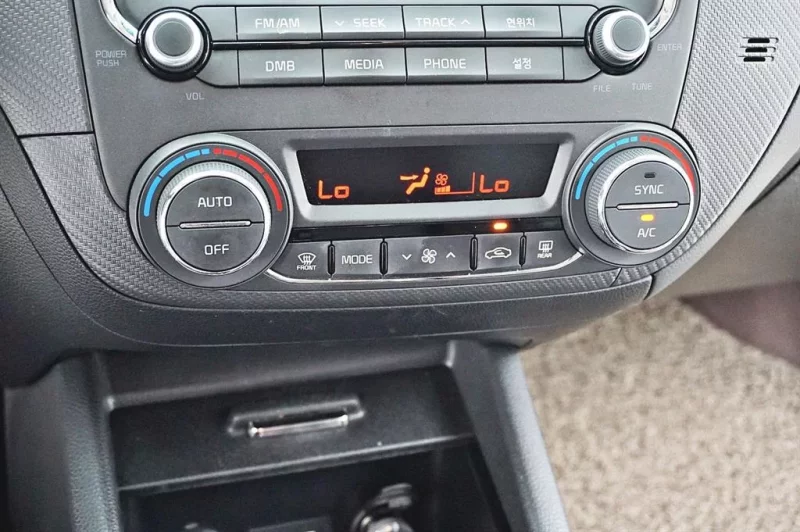 FM/AM ∨ SEEK TRACK ∧ 현위치
POWER
PUSH
ENTER
DMB MEDIA PHONE 설정
VOL
FILE TUNE
AUTO
OFF
Lo Lo
SYNC
A/C
FRONT
MODE
REAR